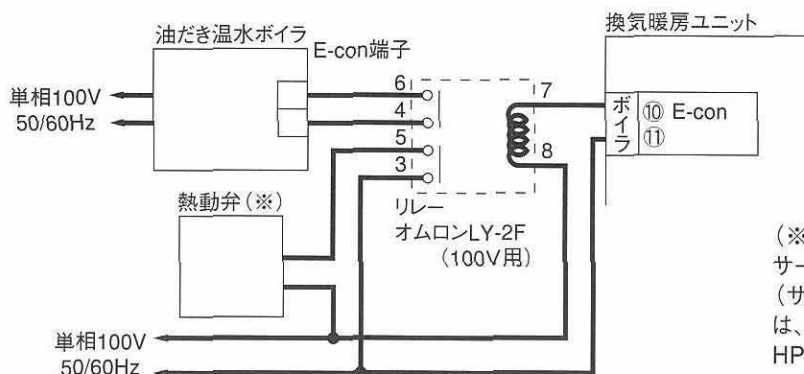 油だき温水ボイラ
E-con端子
単相100V
50/60Hz
6
4
5
3
7
8
リレー
オムロンLY-2F
(100V用)
換気暖房ユニット
ボイラ
⑩ E-con
⑪
熱動弁(※)
単相100V
50/60Hz
(※
サー
(サ
は、
HP